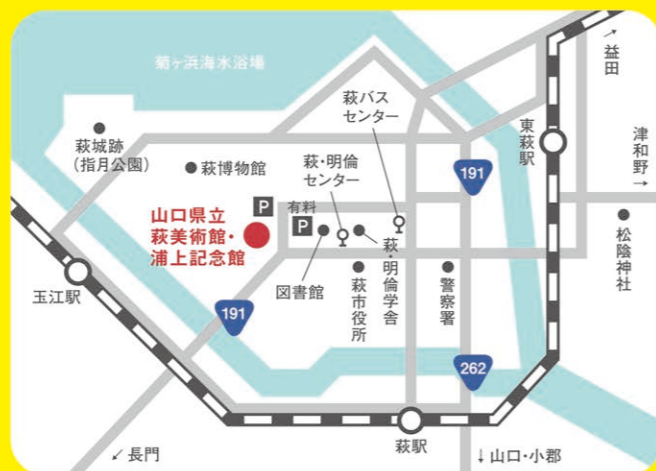 菊ヶ浜海水浴場
→
益田
萩バス
センター
萩城跡
(指月公園)
東萩駅
津和野→
萩博物館
萩・明倫
センター
191
P
有料
P
山口県立
萩美術館・
浦上記念館
松陰神社
図書館
萩・明倫学舎
萩市役所
警察署
玉江駅
191
262
萩駅
↙長門
↓山口・小郡